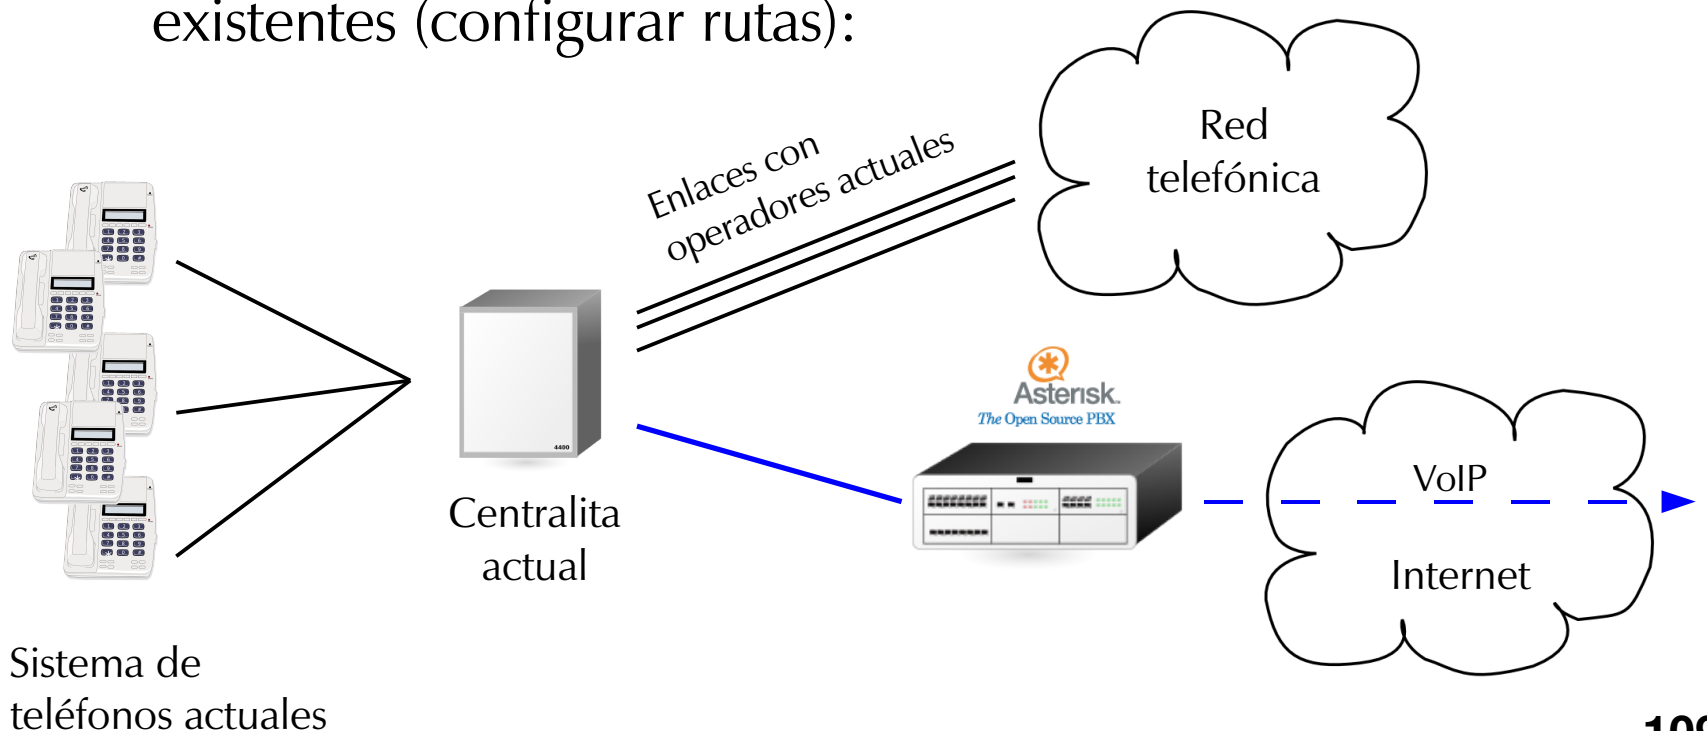 existentes (configurar rutas):
Red
telefónica
Enlaces con
operadores actuales
Asterisk.
The Open Source PBX
4400
Centralita
actual
VoIP
Internet
Sistema de
teléfonos actuales